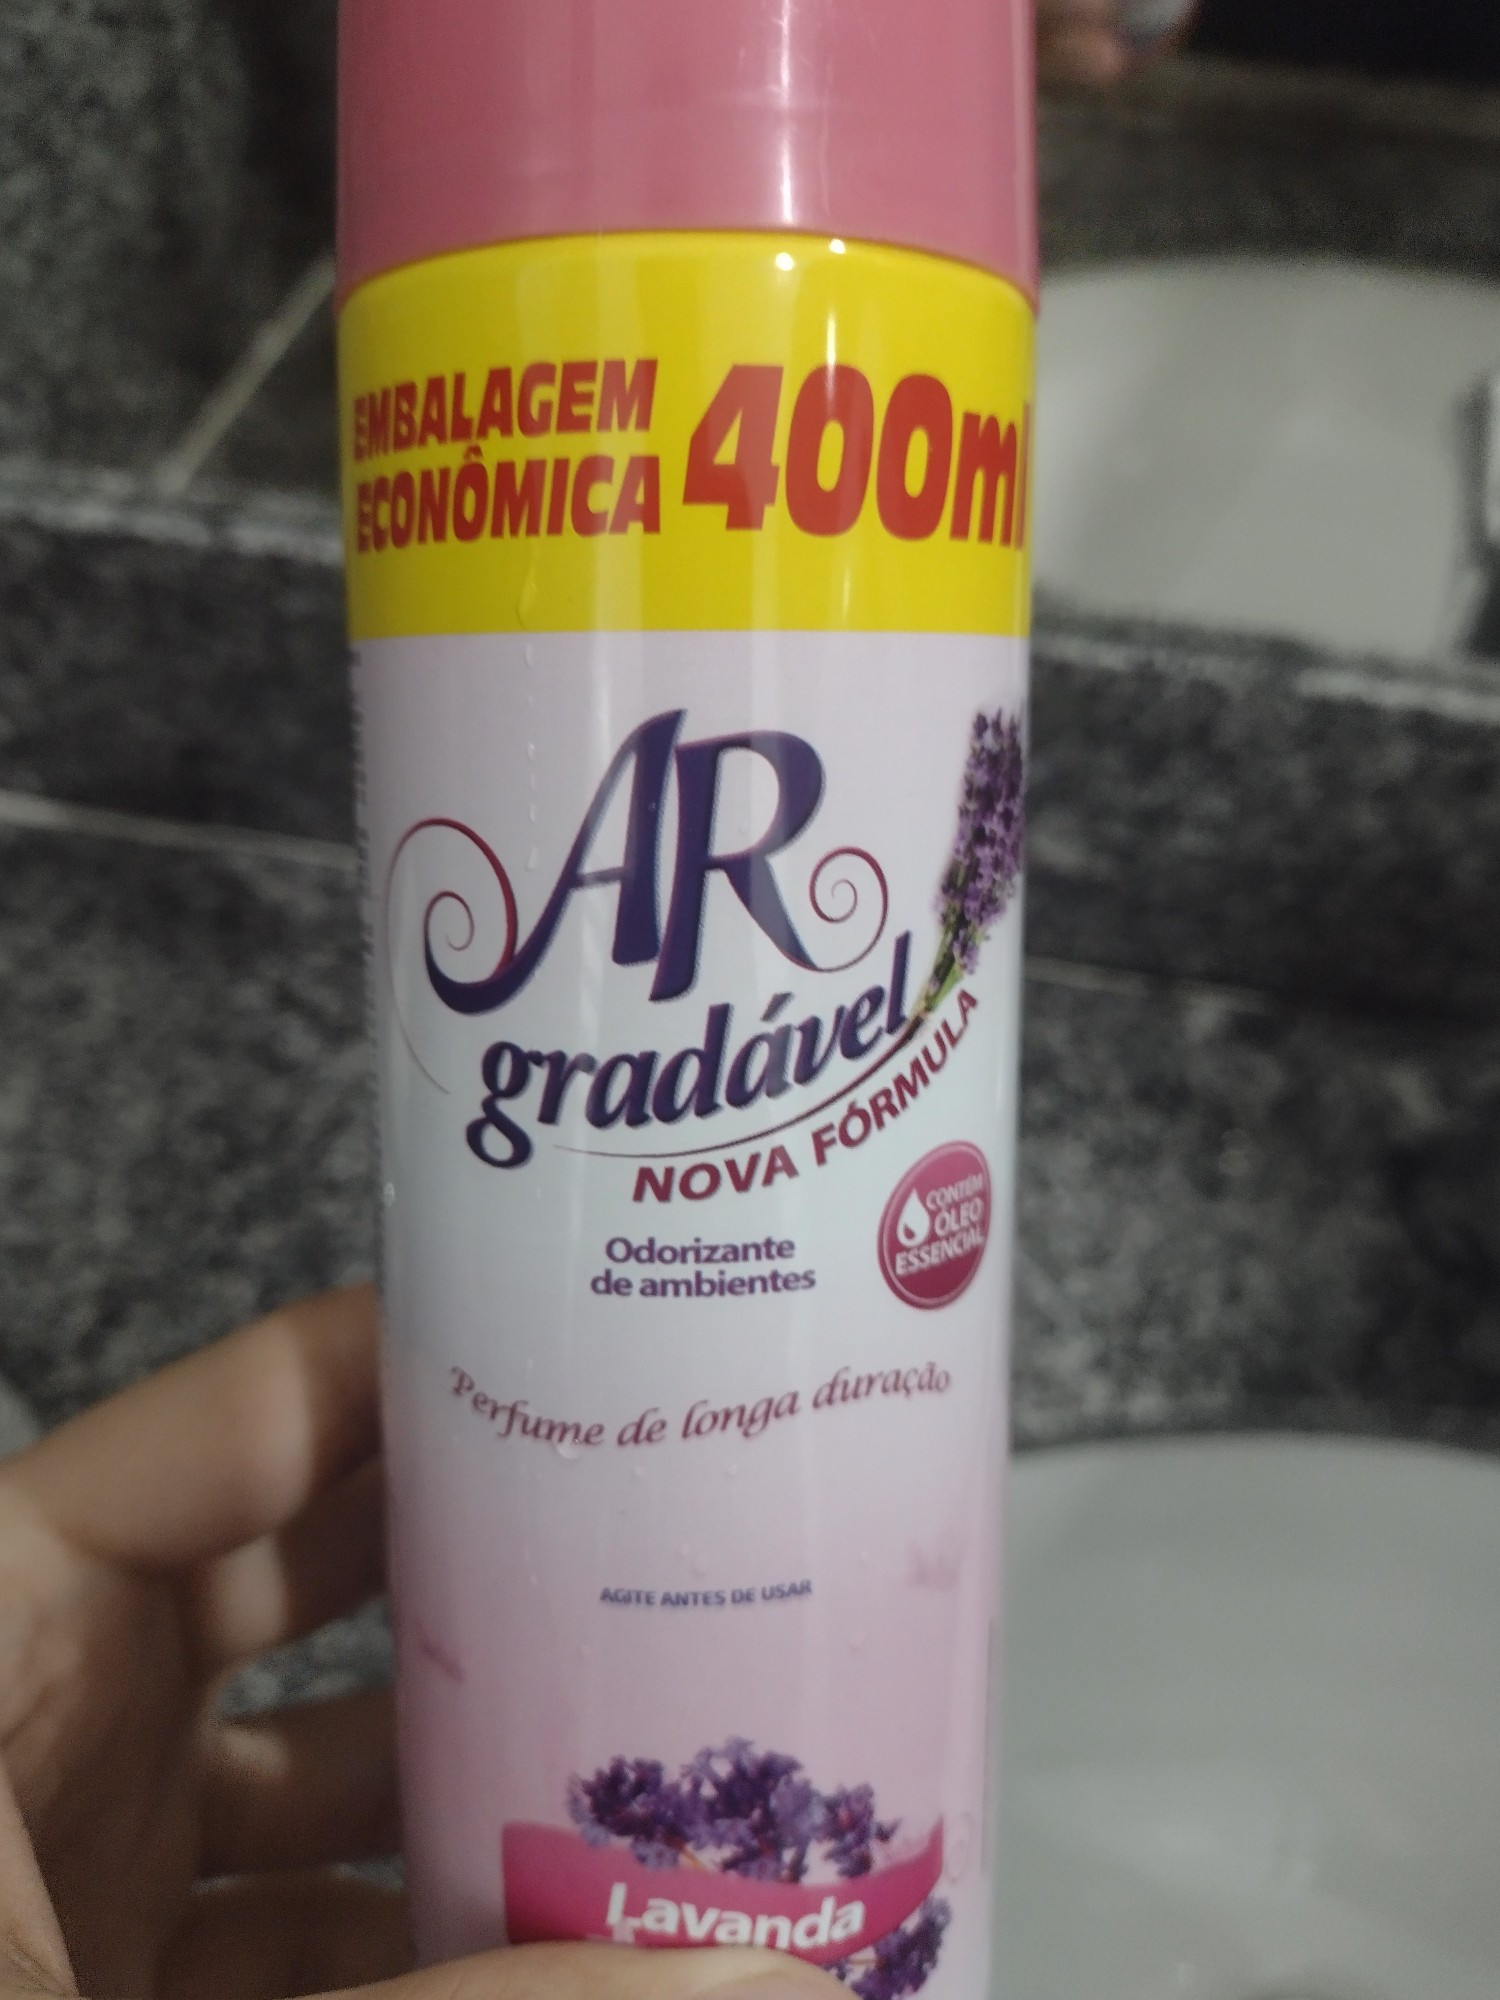 EMBALAGEM
ECONÔMICA
400ml
AR
gradável
NOVA FÓRMULA
CONTÉM
ÓLEO
ESSENCIAL
Odorizante
de ambientes
Perfume de longa duração
AGITE ANTES DE USAR
Lavanda